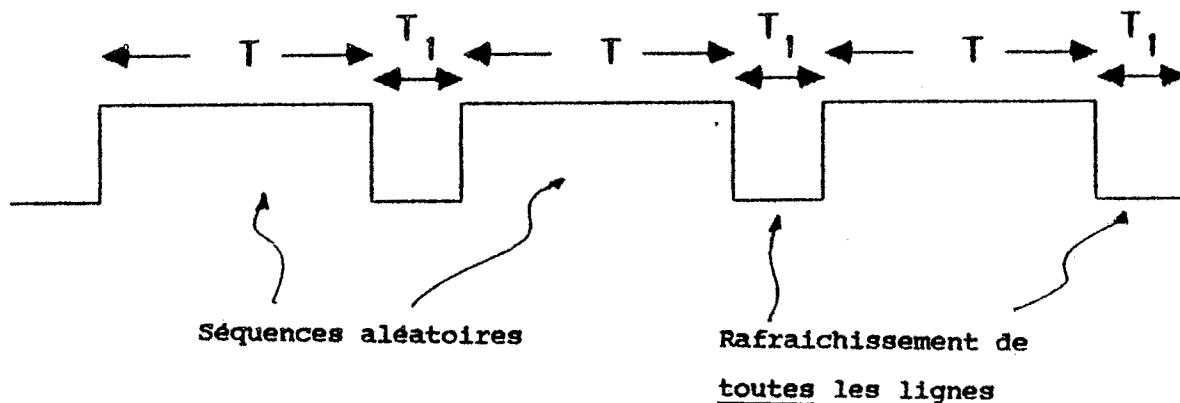 T T₁ T T₁ T T₁
Séquences aléatoires
Rafraichissement de
toutes les lignes